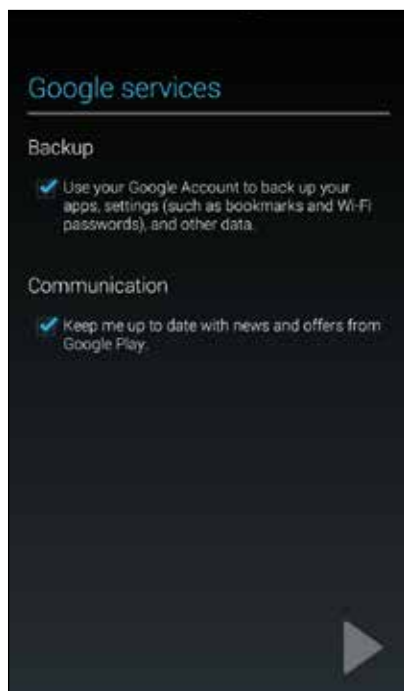 Google services
Backup
Use your Google Account to back up your
apps, settings (such as bookmarks and Wi-Fi
passwords), and other data.
Communication
Keep me up to date with news and offers from
Google Play.